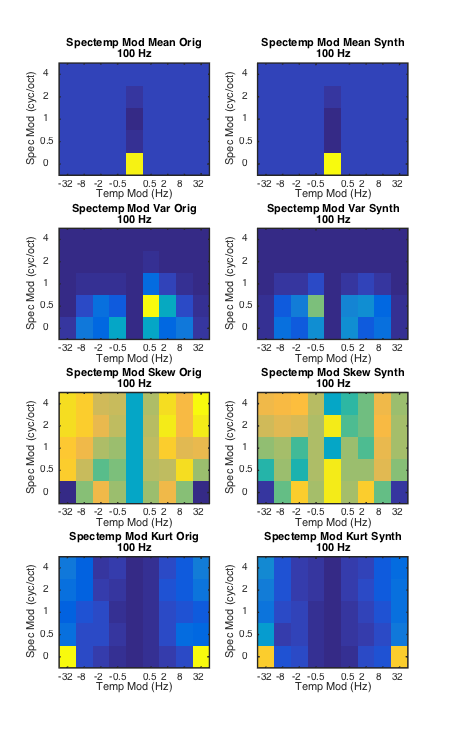 Spectemp Mod Mean Orig
100 Hz
Spec Mod (cyc/oct)
4
2
1
0.5
0
-32 -8 -2 -0.5 0.5 2 8 32
Temp Mod (Hz)
Spectemp Mod Mean Synth
100 Hz
Spec Mod (cyc/oct)
4
2
1
0.5
0
-32 -8 -2 -0.5 0.5 2 8 32
Temp Mod (Hz)
Spectemp Mod Var Orig
100 Hz
Spec Mod (cyc/oct)
4
2
1
0.5
0
-32 -8 -2 -0.5 0.5 2 8 32
Temp Mod (Hz)
Spectemp Mod Var Synth
100 Hz
Spec Mod (cyc/oct)
4
2
1
0.5
0
-32 -8 -2 -0.5 0.5 2 8 32
Temp Mod (Hz)
Spectemp Mod Skew Orig
100 Hz
Spec Mod (cyc/oct)
4
2
1
0.5
0
-32 -8 -2 -0.5 0.5 2 8 32
Temp Mod (Hz)
Spectemp Mod Skew Synth
100 Hz
Spec Mod (cyc/oct)
4
2
1
0.5
0
-32 -8 -2 -0.5 0.5 2 8 32
Temp Mod (Hz)
Spectemp Mod Kurt Orig
100 Hz
Spec Mod (cyc/oct)
4
2
1
0.5
0
-32 -8 -2 -0.5 0.5 2 8 32
Temp Mod (Hz)
Spectemp Mod Kurt Synth
100 Hz
Spec Mod (cyc/oct)
4
2
1
0.5
0
-32 -8 -2 -0.5 0.5 2 8 32
Temp Mod (Hz)